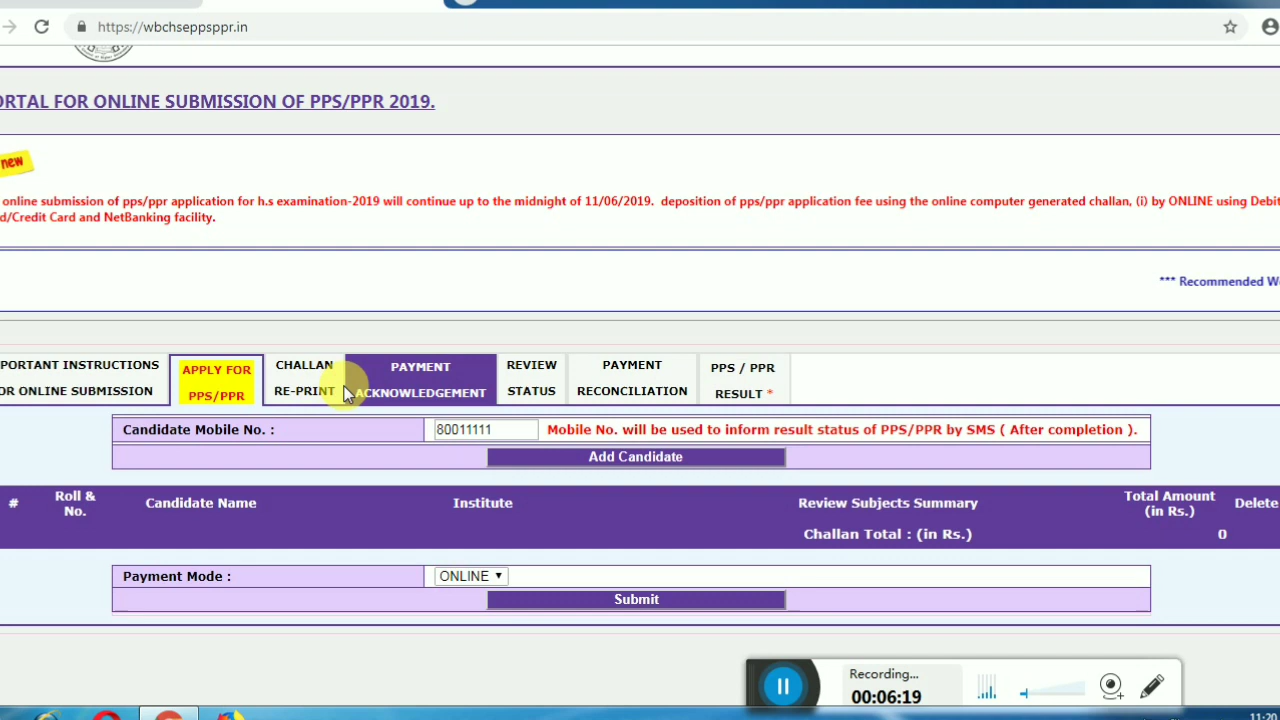 https://wbchseppsppr.in
ORTAL FOR ONLINE SUBMISSION OF PPS/PPR 2019.
new
online submission of pps/ppr application for h.s examination-2019 will continue up to the midnight of 11/06/2019. deposition of pps/ppr application fee using the online computer generated challan, (i) by ONLINE using Debit
d/Credit Card and NetBanking facility.
*** Recommended We
PORTANT INSTRUCTIONS
OR ONLINE SUBMISSION
APPLY FOR
PPS/PPR
CHALLAN
RE-PRINT
PAYMENT
ACKNOWLEDGEMENT
REVIEW
STATUS
PAYMENT
RECONCILIATION
PPS / PPR
RESULT *
Candidate Mobile No. : 80011111 Mobile No. will be used to inform result status of PPS/PPR by SMS ( After completion ).
Add Candidate
# Roll & No. Candidate Name Institute Review Subjects Summary Total Amount (in Rs.) Delete
Challan Total : (in Rs.) 0
Payment Mode : ONLINE
Submit
Recording...
00:06:19
11:20